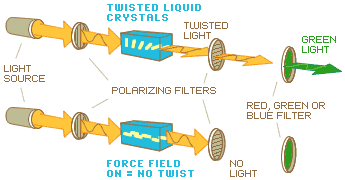 TWISTED LIQUID
CRYSTALS
TWISTED
LIGHT
GREEN
LIGHT
LIGHT
SOURCE
POLARIZING FILTERS
RED, GREEN OR
BLUE FILTER
FORCE FIELD
ON = NO TWIST
NO
LIGHT